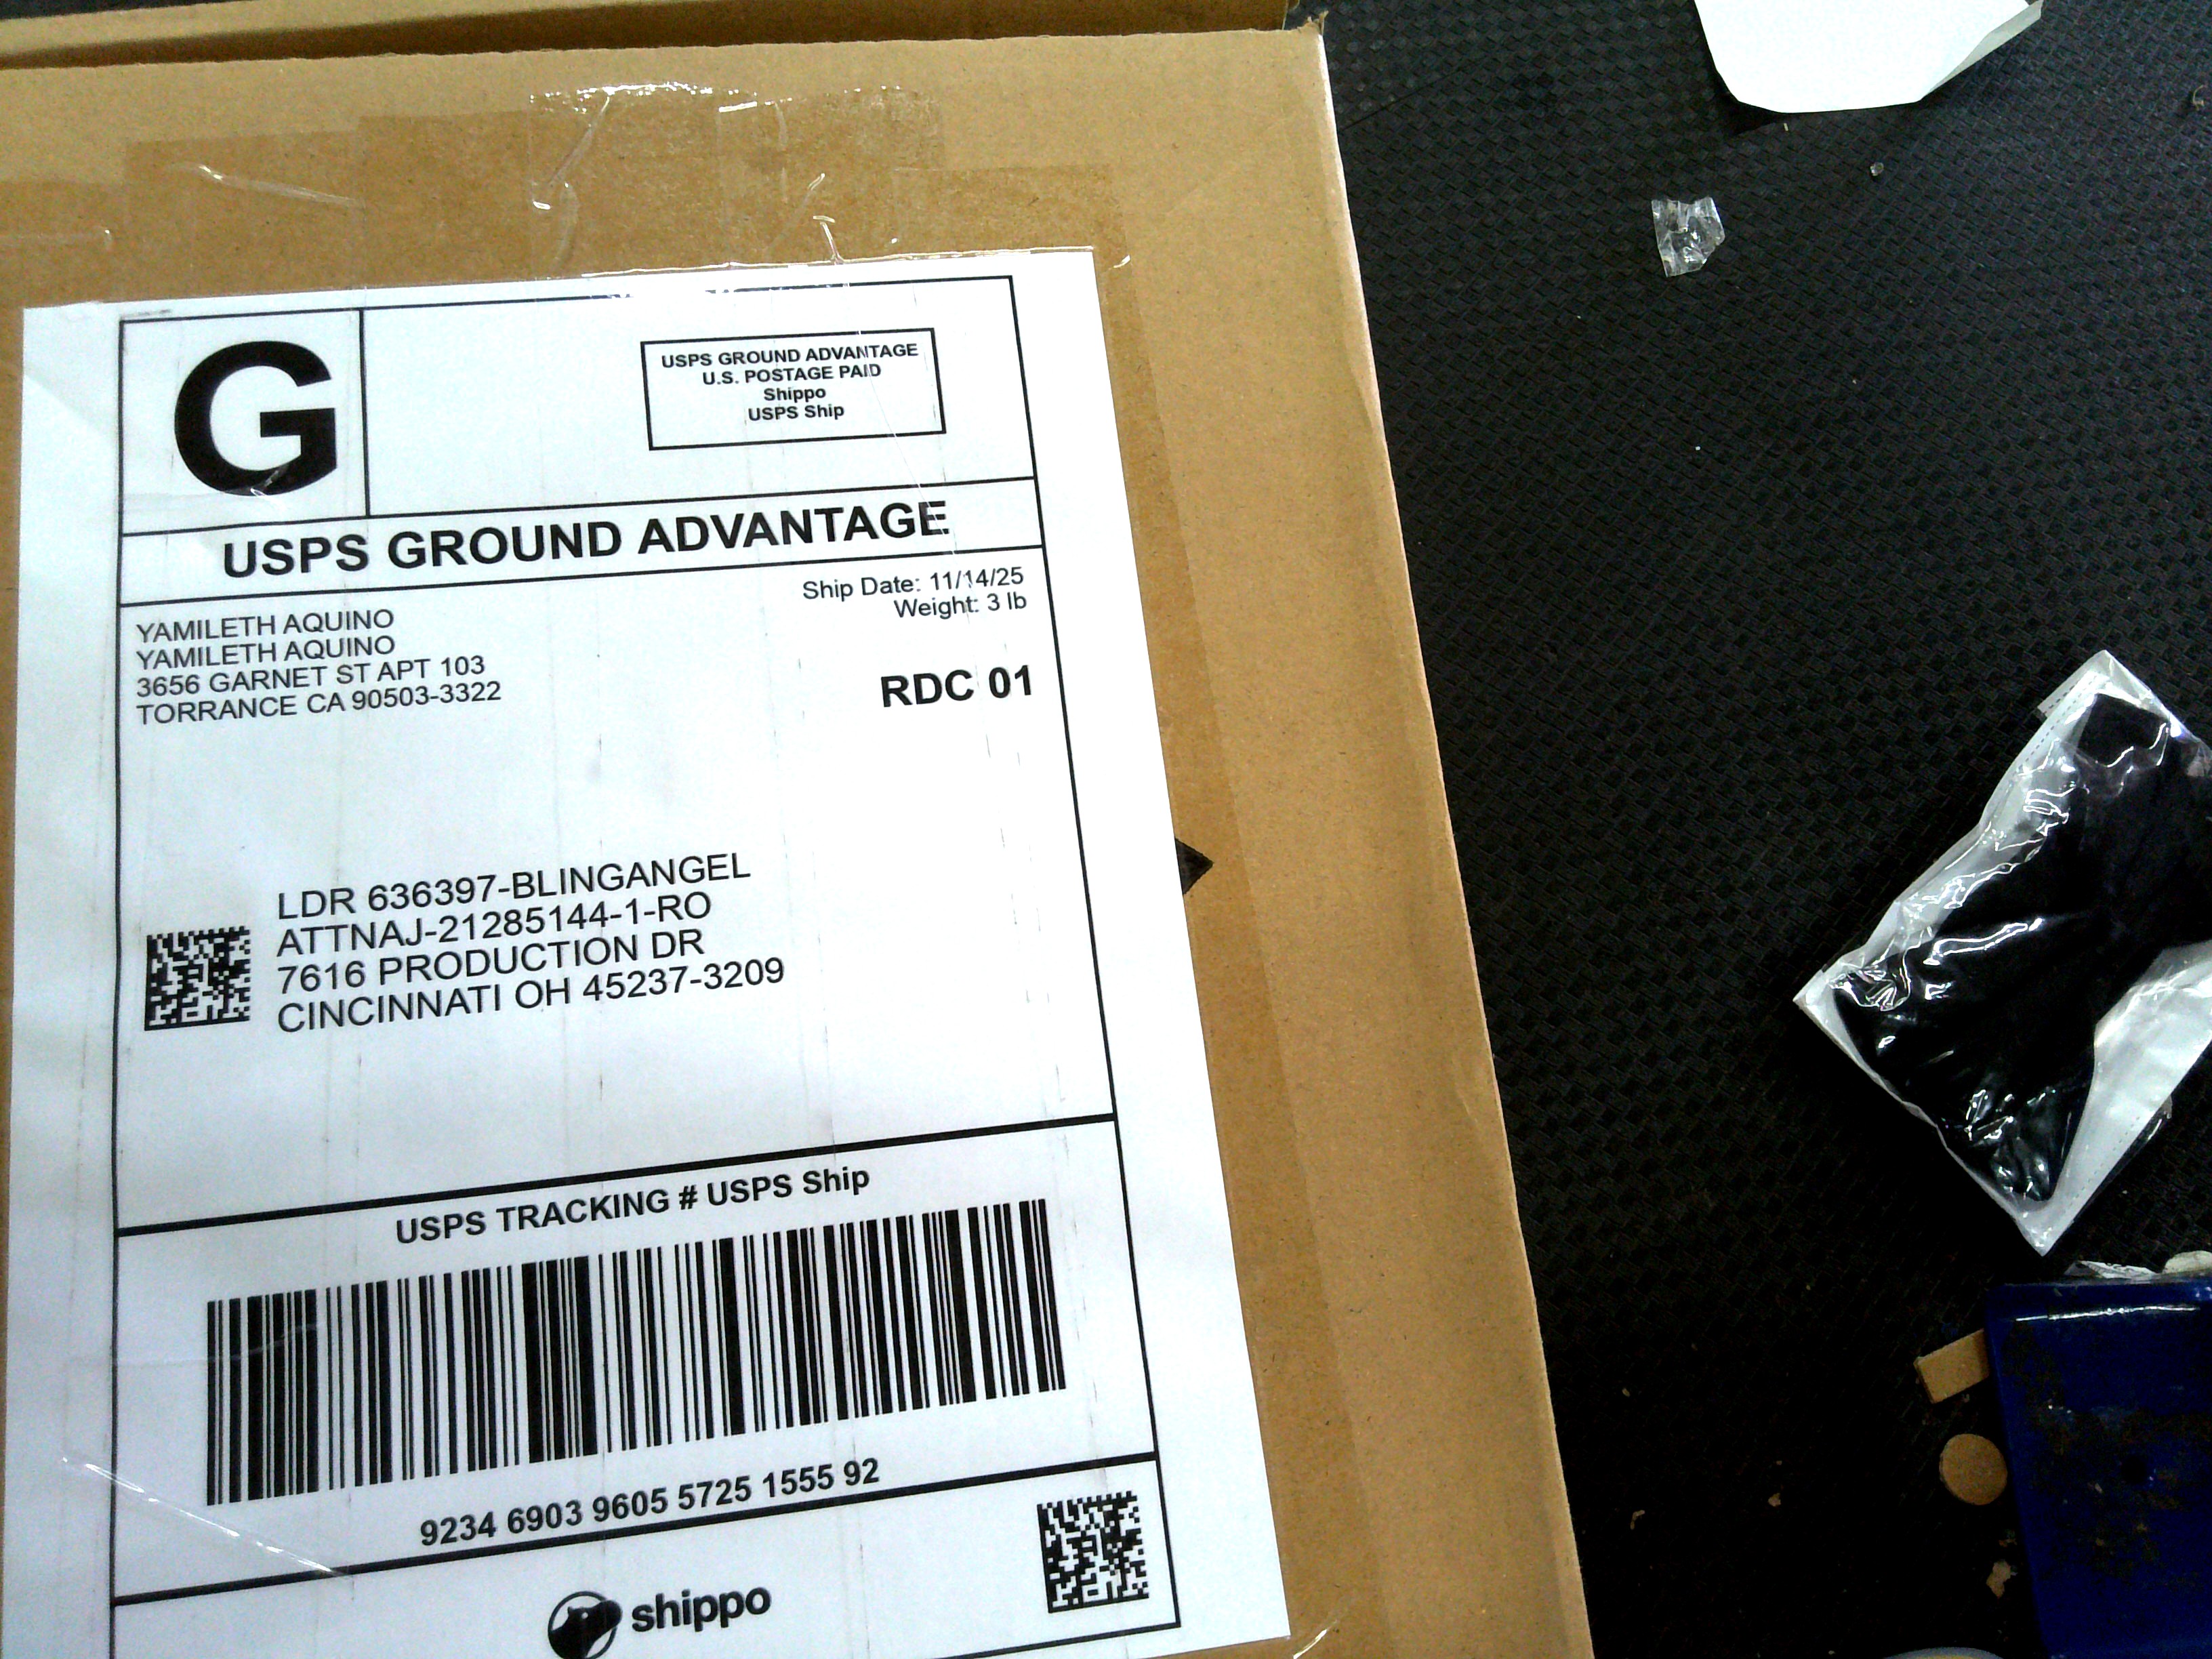 G
USPS GROUND ADVANTAGE
U.S. POSTAGE PAID
Shippo
USPS Ship
USPS GROUND ADVANTAGE
Ship Date: 11/14/25
Weight: 3 lb
YAMILETH AQUINO
YAMILETH AQUINO
3656 GARNET ST APT 103
TORRANCE CA 90503-3322
RDC 01
LDR 636397-BLINGANGEL
ATTNAJ-21285144-1-RO
7616 PRODUCTION DR
CINCINNATI OH 45237-3209
USPS TRACKING # USPS Ship
9234 6903 9605 5725 1555 92
shippo